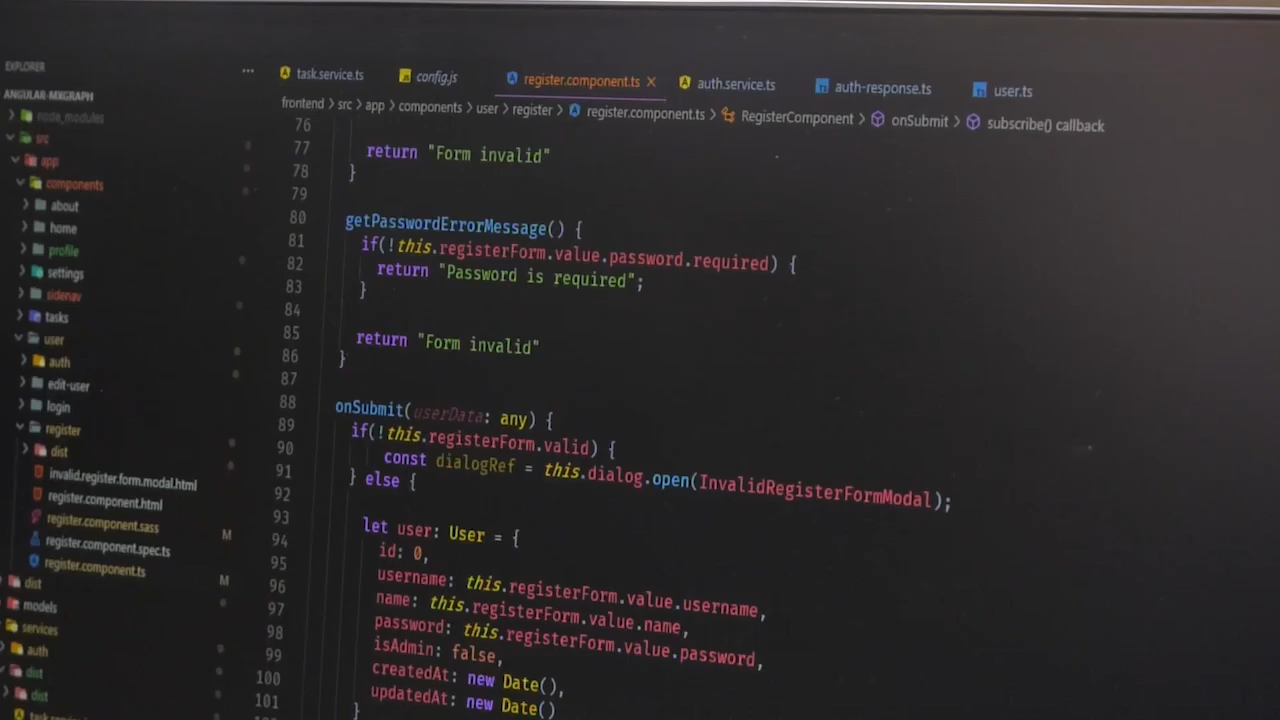 EXPLORER
...
ANGULAR-MXGRAPH
node_modules
src
app
components
about
home
profile
settings
sidenav
tasks
user
auth
edit-user
login
register
dist
invalid.register.form.modal.html
register.component.html
register.component.sass M
register.component.spec.ts
register.component.ts M
dist
models
services
auth
dist
dist
task.service.ts config.js register.component.ts × auth.service.ts auth-response.ts user.ts
frontend > src > app > components > user > register > register.component.ts > RegisterComponent > onSubmit > subscribe() callback
76
77 return "Form invalid"
78 }
79
80 getPasswordErrorMessage() {
81 if(!this.registerForm.value.password.required) {
82 return "Password is required";
83 }
84
85 return "Form invalid"
86 }
87
88 onSubmit(userData: any) {
89 if(!this.registerForm.valid) {
90 const dialogRef = this.dialog.open(InvalidRegisterFormModal);
91 } else {
92
93 let user: User = {
94 id: 0,
95 username: this.registerForm.value.username,
96 name: this.registerForm.value.name,
97 password: this.registerForm.value.password,
98 isAdmin: false,
99 createdAt: new Date(),
100 updatedAt: new Date()
101 }